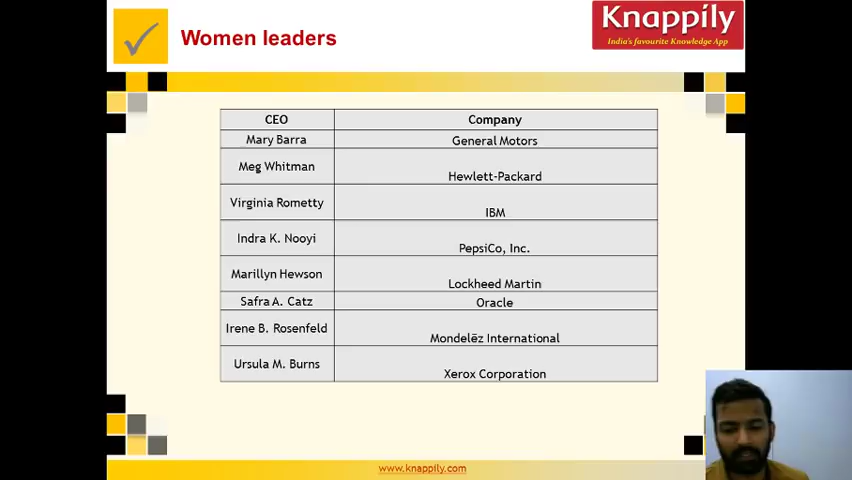 Women leaders
Knappily
India's favourite Knowledge App
CEO Company
Mary Barra General Motors
Meg Whitman Hewlett-Packard
Virginia Rometty IBM
Indra K. Nooyi PepsiCo, Inc.
Marillyn Hewson Lockheed Martin
Safra A. Catz Oracle
Irene B. Rosenfeld Mondelēz International
Ursula M. Burns Xerox Corporation
www.knappily.com